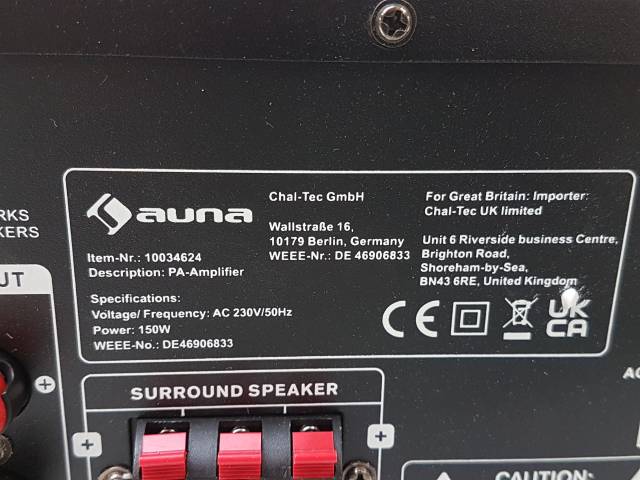 auna
Item-Nr.: 10034624
Description: PA-Amplifier
Specifications:
Voltage/ Frequency: AC 230V/50Hz
Power: 150W
WEEE-No.: DE46906833
Chal-Tec GmbH
Wallstraße 16,
10179 Berlin, Germany
WEEE-Nr.: DE 46906833
For Great Britain: Importer:
Chal-Tec UK limited
Unit 6 Riverside business Centre,
Brighton Road,
Shoreham-by-Sea,
BN43 6RE, United Kingdom
CE
UK
CA
SURROUND SPEAKER
CAUTION: